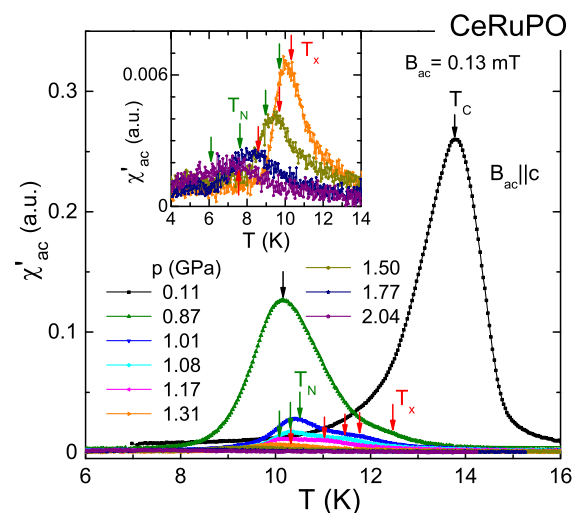 CeRuPO
B_ac = 0.13 mT
T_C
B_ac||c
χ'_ac (a.u.)
0.3
0.2
0.1
0
6
8
10
12
14
16
T (K)
p (GPa)
0.11
0.87
1.01
1.08
1.17
1.31
1.50
1.77
2.04
T_N
T_x
χ'_ac (a.u.)
0.006
0
4
6
8
10
12
14
T (K)
T_N
T_x